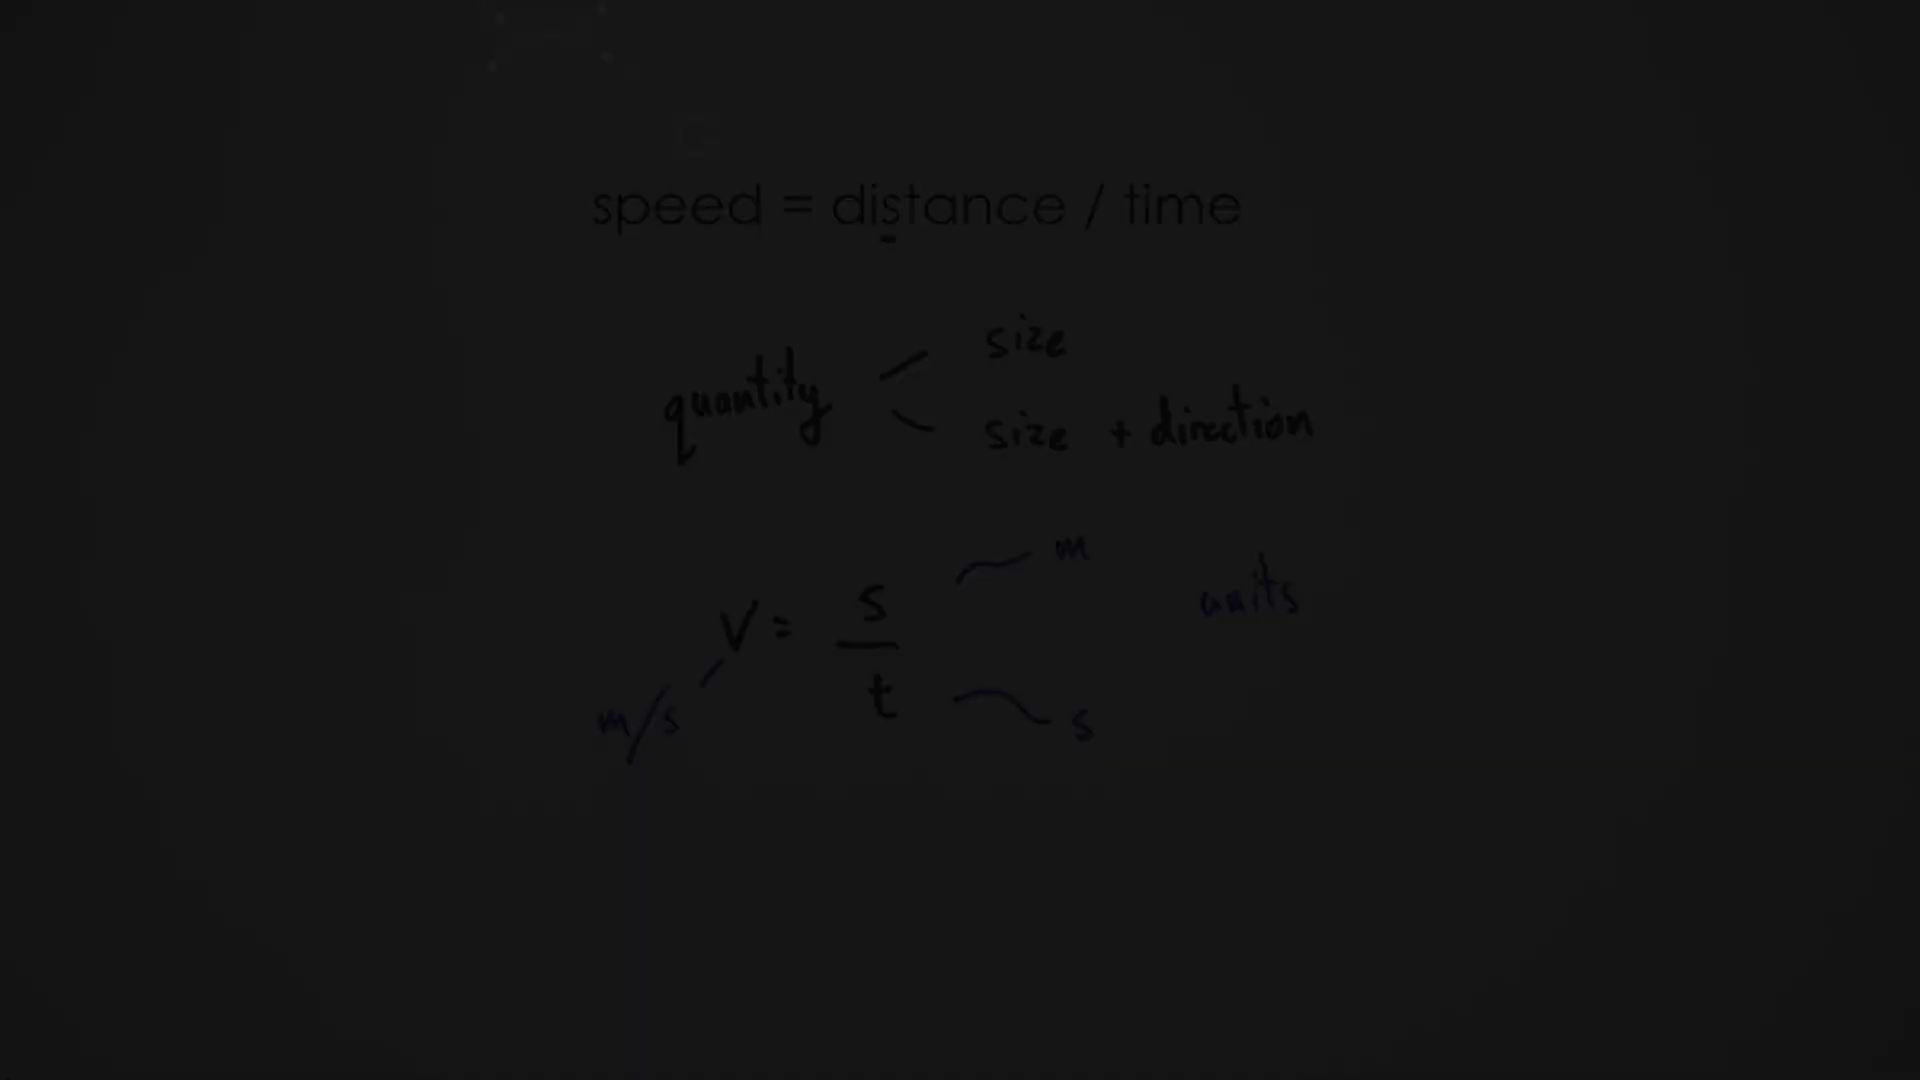 speed = distance / time
size
quantity
size + direction
m
V = s / t
units
m/s
s